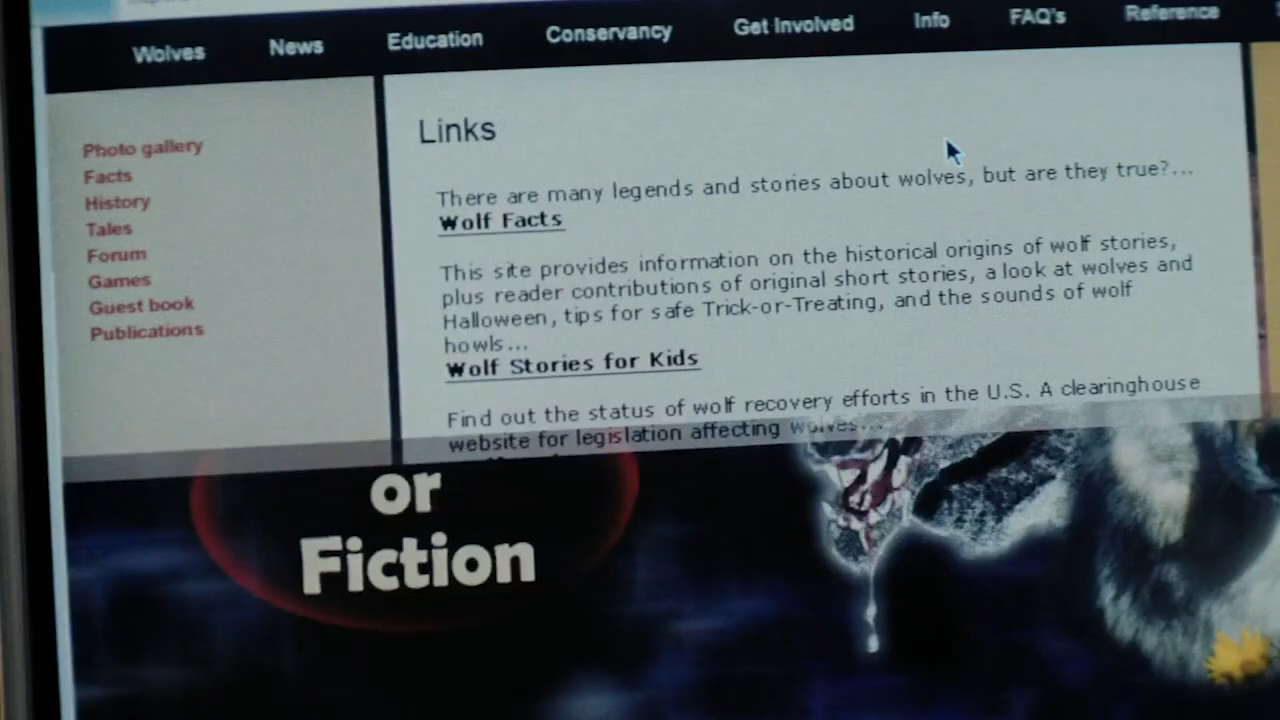 Wolves News Education Conservancy Get Involved Info FAQ's Reference
Photo gallery
Facts
History
Tales
Forum
Games
Guest book
Publications
Links
There are many legends and stories about wolves, but are they true?...
Wolf Facts
This site provides information on the historical origins of wolf stories,
plus reader contributions of original short stories, a look at wolves and
Halloween, tips for safe Trick-or-Treating, and the sounds of wolf
howls...
Wolf Stories for Kids
Find out the status of wolf recovery efforts in the U.S. A clearinghouse
website for legislation affecting wolves...
or
Fiction